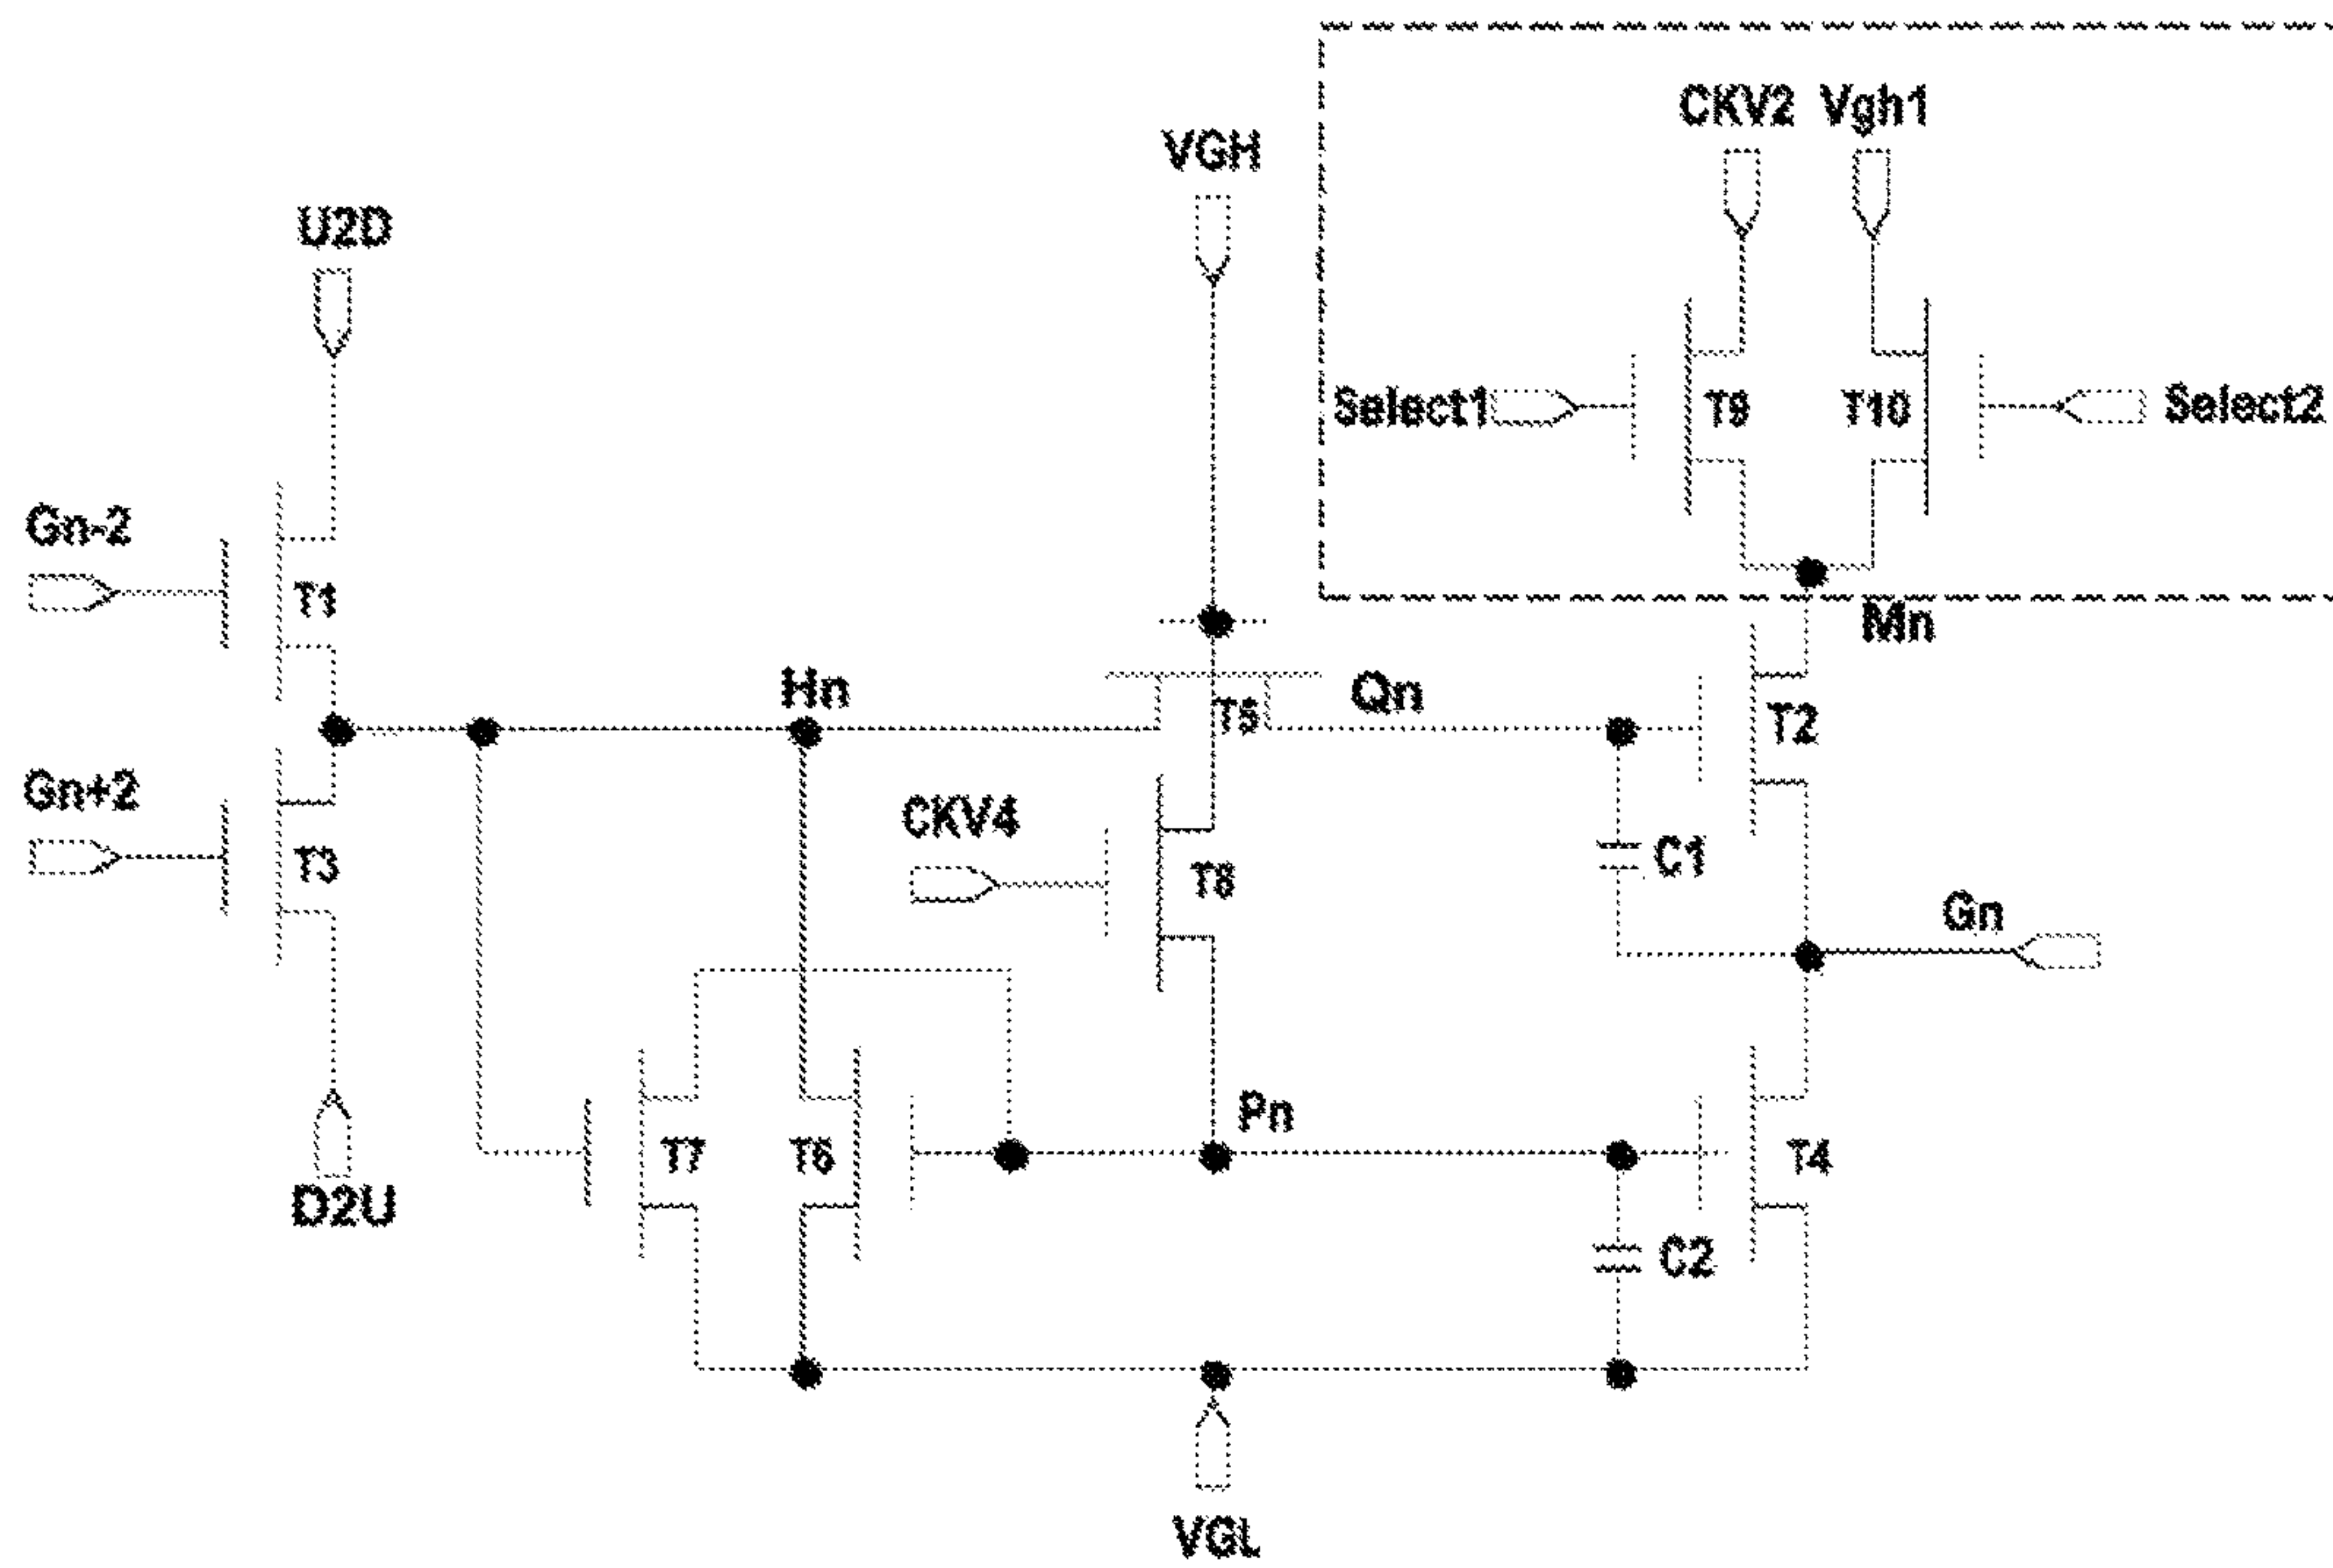 CKV2 Vgh1
VGH
U2D
Select1 T9 T10 Select2
Gn-2
T1
Mn
Hn
T5
Qn
T2
Gn+2
CKV4
T3
T8
C1
Gn
Pn
T7
T6
T4
D2U
C2
VGL